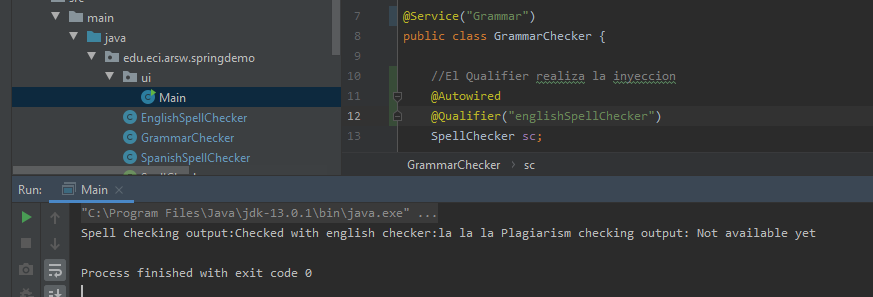 main
java
edu.eci.arsw.springdemo
ui
Main
EnglishSpellChecker
GrammarChecker
SpanishSpellChecker
7 @Service("Grammar")
8 public class GrammarChecker {
9
10 //El Qualifier realiza la inyeccion
11 @Autowired
12 @Qualifier("englishSpellChecker")
13 SpellChecker sc;
GrammarChecker › sc
Run: Main ×
"C:\Program Files\Java\jdk-13.0.1\bin\java.exe" ...
Spell checking output:Checked with english checker:la la la Plagiarism checking output: Not available yet
Process finished with exit code 0